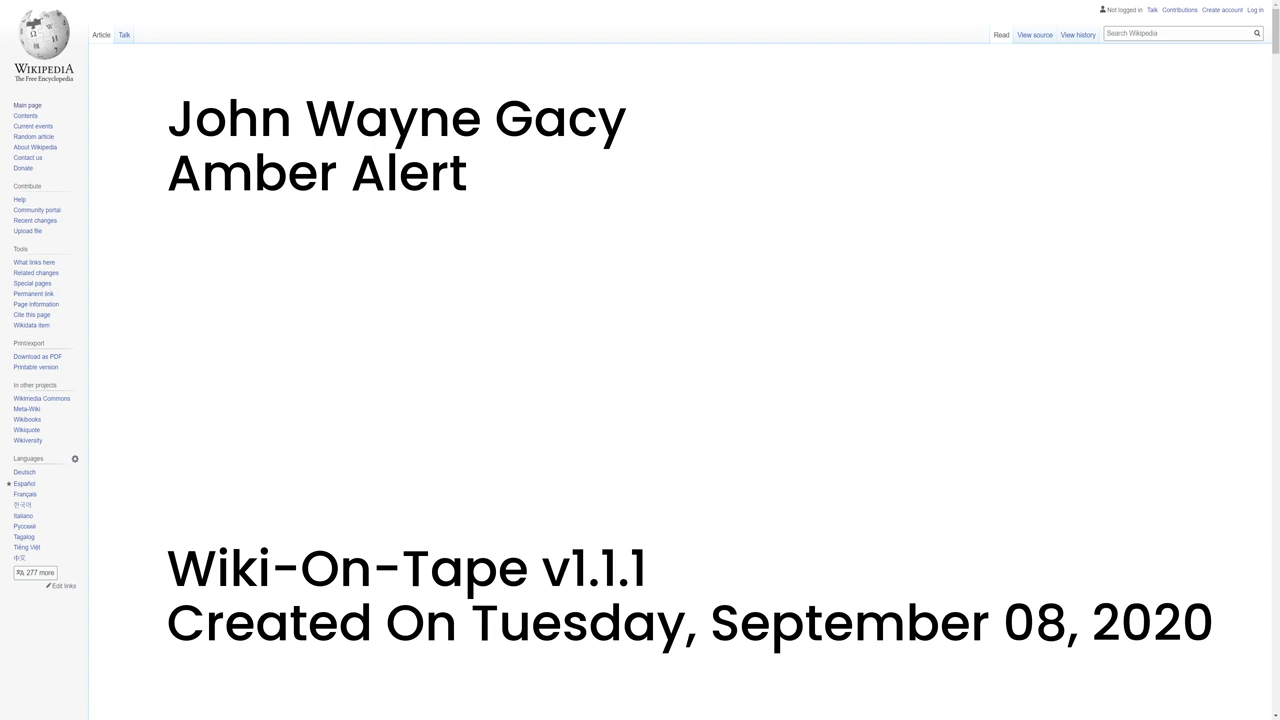 Not logged in Talk Contributions Create account Log in
Article Talk Read View source View history Search Wikipedia
WIKIPEDIA
The Free Encyclopedia
Main page
Contents
Current events
Random article
About Wikipedia
Contact us
Donate
Contribute
Help
Community portal
Recent changes
Upload file
Tools
What links here
Related changes
Special pages
Permanent link
Page information
Cite this page
Wikidata item
Print/export
Download as PDF
Printable version
In other projects
Wikimedia Commons
Meta-Wiki
Wikibooks
Wikiquote
Wikiversity
Languages
Deutsch
Español
Français
한국어
Italiano
Русский
Tagalog
Tiếng Việt
中文
277 more
Edit links
John Wayne Gacy
Amber Alert
Wiki-On-Tape v1.1.1
Created On Tuesday, September 08, 2020